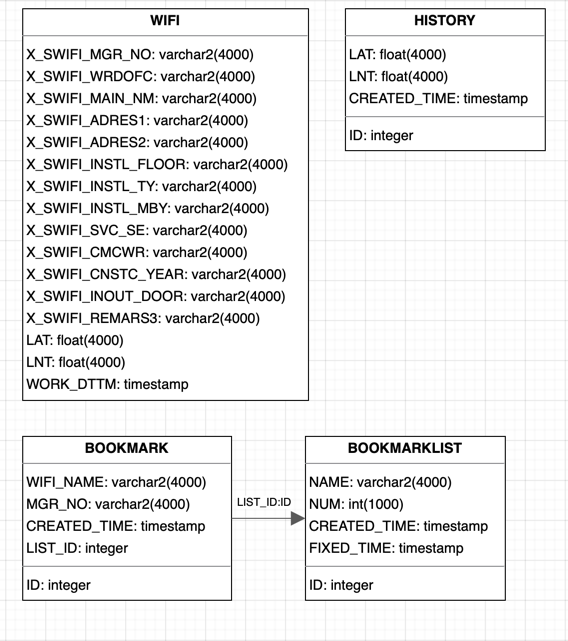 WIFI
X_SWIFI_MGR_NO: varchar2(4000)
X_SWIFI_WRDOFC: varchar2(4000)
X_SWIFI_MAIN_NM: varchar2(4000)
X_SWIFI_ADRES1: varchar2(4000)
X_SWIFI_ADRES2: varchar2(4000)
X_SWIFI_INSTL_FLOOR: varchar2(4000)
X_SWIFI_INSTL_TY: varchar2(4000)
X_SWIFI_INSTL_MBY: varchar2(4000)
X_SWIFI_SVC_SE: varchar2(4000)
X_SWIFI_CMCWR: varchar2(4000)
X_SWIFI_CNSTC_YEAR: varchar2(4000)
X_SWIFI_INOUT_DOOR: varchar2(4000)
X_SWIFI_REMARS3: varchar2(4000)
LAT: float(4000)
LNT: float(4000)
WORK_DTTM: timestamp
HISTORY
LAT: float(4000)
LNT: float(4000)
CREATED_TIME: timestamp
ID: integer
BOOKMARK
WIFI_NAME: varchar2(4000)
MGR_NO: varchar2(4000)
CREATED_TIME: timestamp
LIST_ID: integer
ID: integer
LIST_ID:ID
BOOKMARKLIST
NAME: varchar2(4000)
NUM: int(1000)
CREATED_TIME: timestamp
FIXED_TIME: timestamp
ID: integer